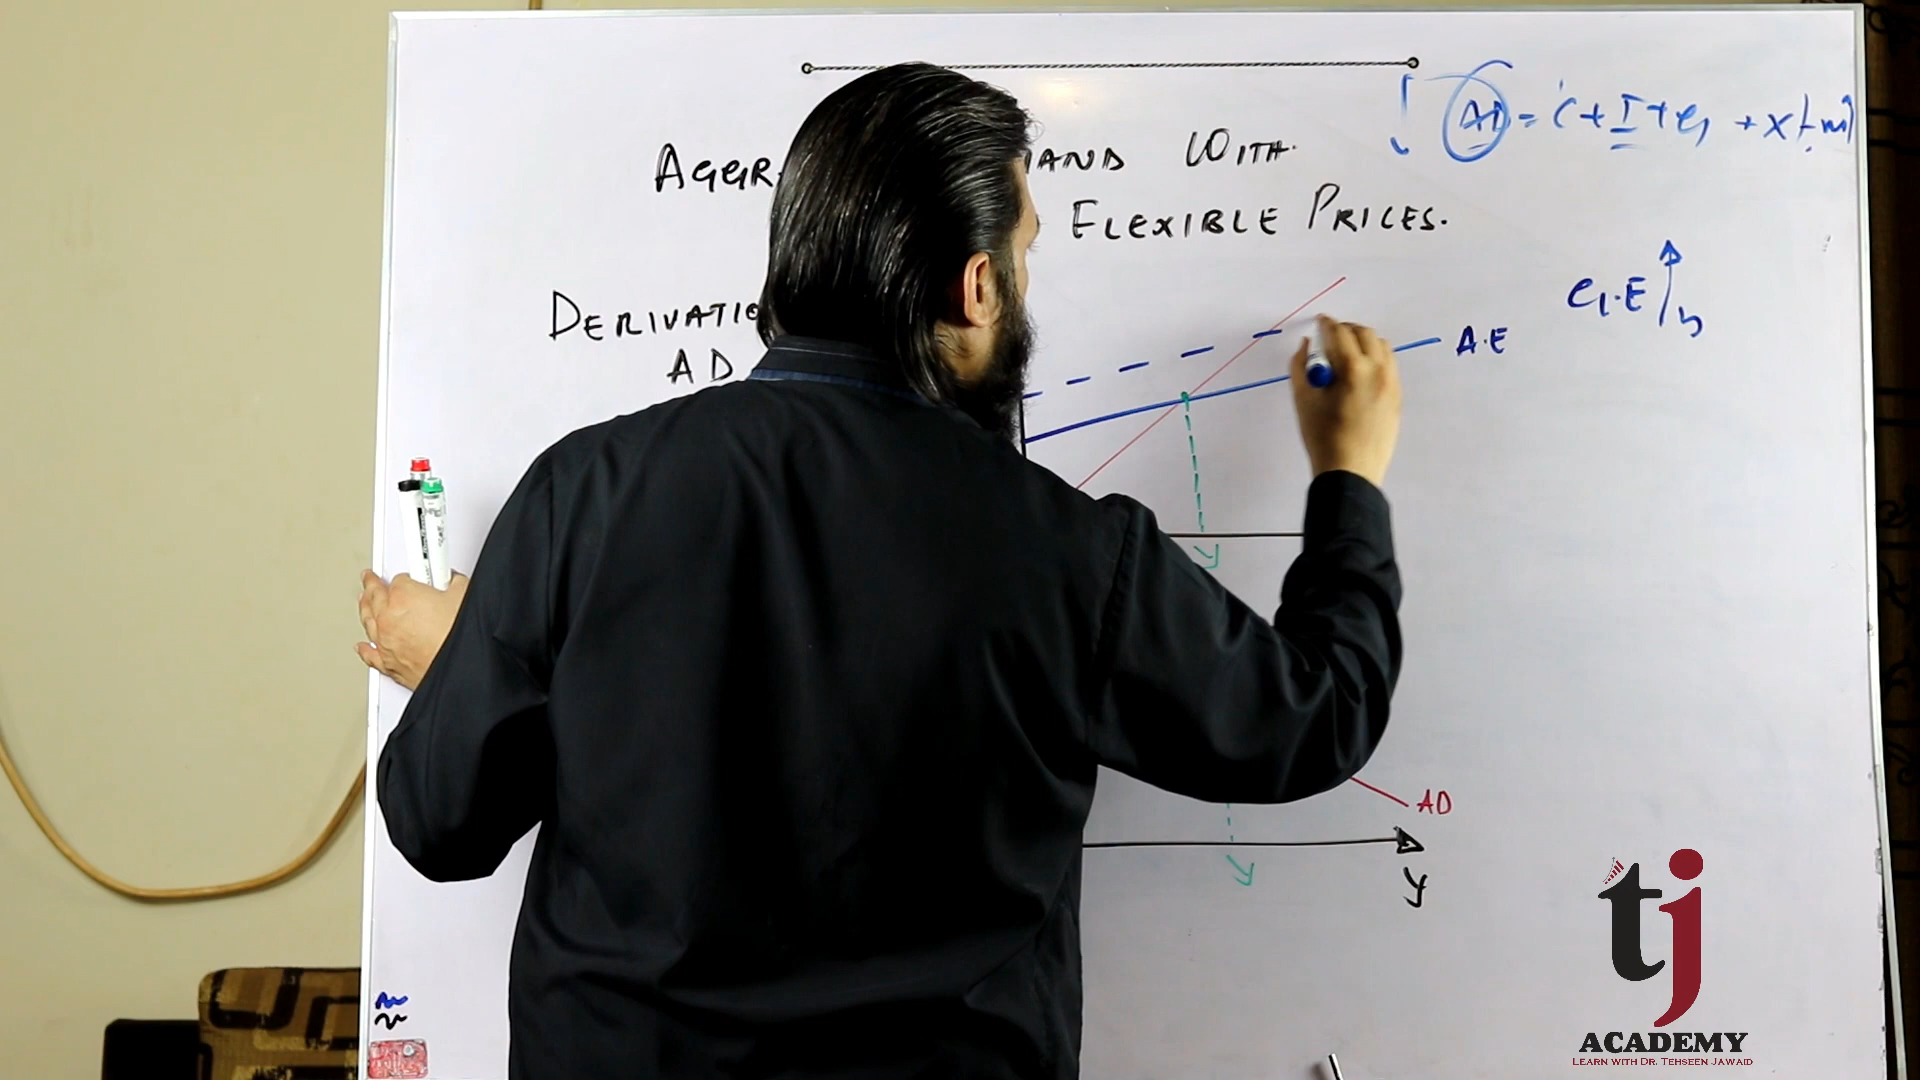 AD = C + I + G + X (-m)
AGGR AND WITH
FLEXIBLE PRICES.
G.E
DERIVATIO
A.E
AD
AD
y
tj
ACADEMY
LEARN WITH DR. TEHSEEN JAWAID